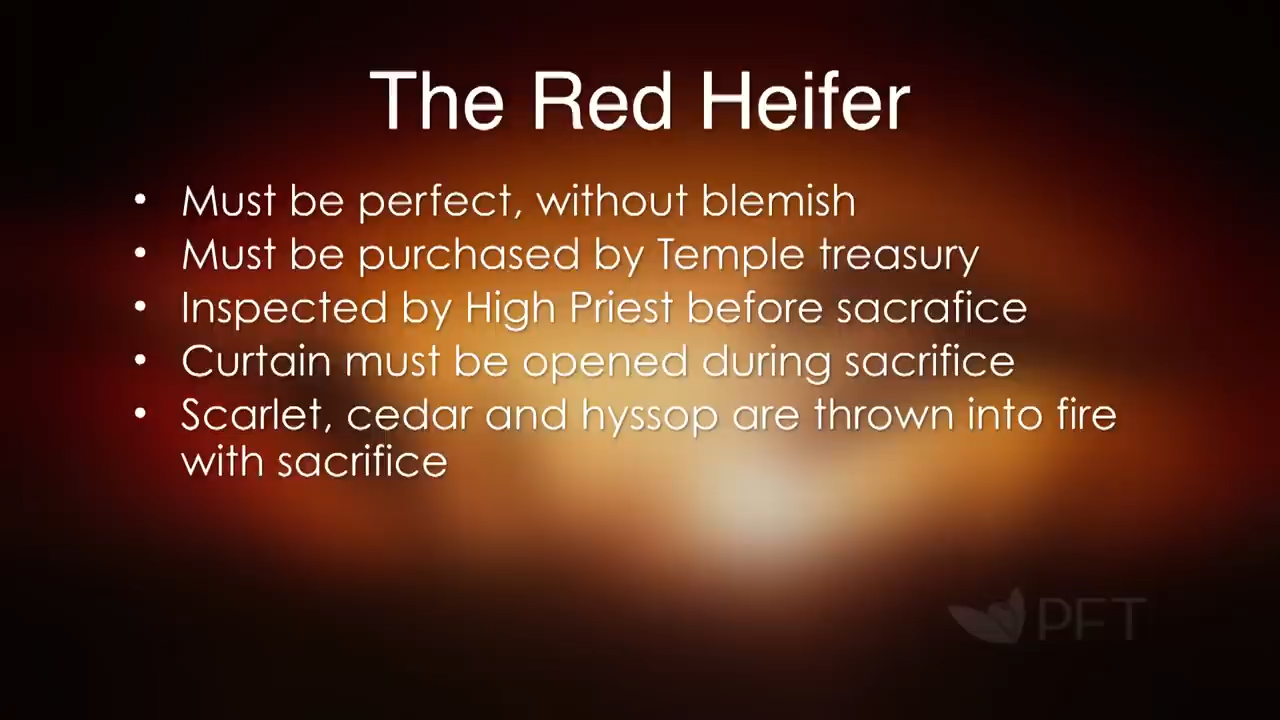 The Red Heifer
• Must be perfect, without blemish
• Must be purchased by Temple treasury
• Inspected by High Priest before sacrafice
• Curtain must be opened during sacrifice
• Scarlet, cedar and hyssop are thrown into fire
with sacrifice
PFT